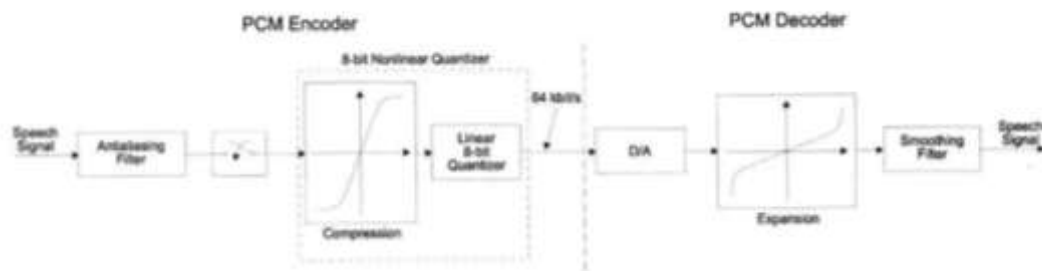 PCM Encoder
PCM Decoder
8-bit Nonlinear Quantizer
64 kbit/s
Speech
Signal
Antialiasing
Filter
Linear
8-bit
Quantizer
D/A
Smoothing
Filter
Speech
Signal
Compression
Expansion